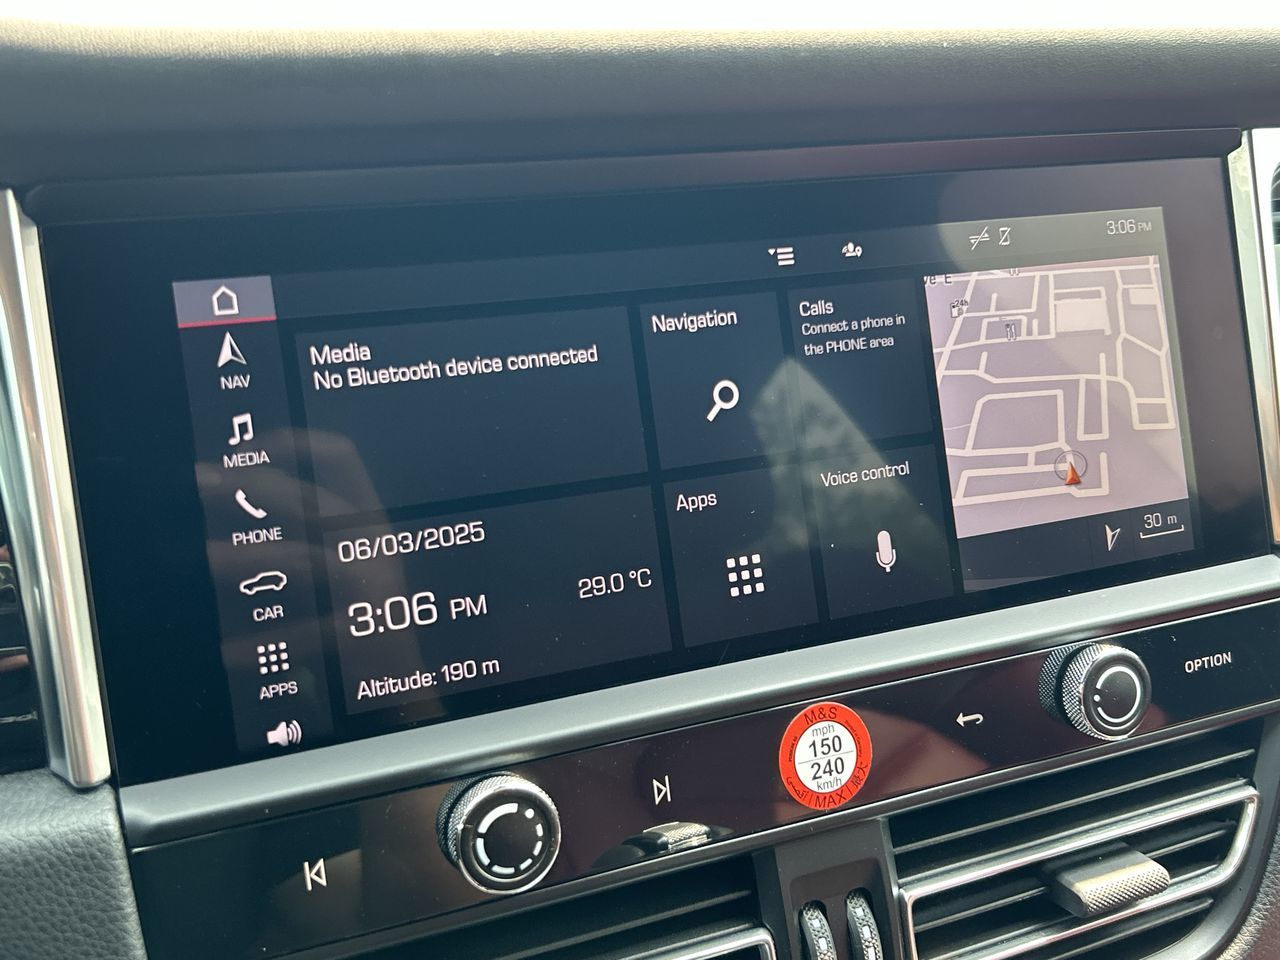 3:06 PM
NAV
MEDIA
PHONE
CAR
APPS
Media
No Bluetooth device connected
06/03/2025
3:06 PM
29.0 °C
Altitude: 190 m
Navigation
Calls
Connect a phone in
the PHONE area
Apps
Voice control
24h
30 m
OPTION
M&S
mph
150
240
km/h
MAX